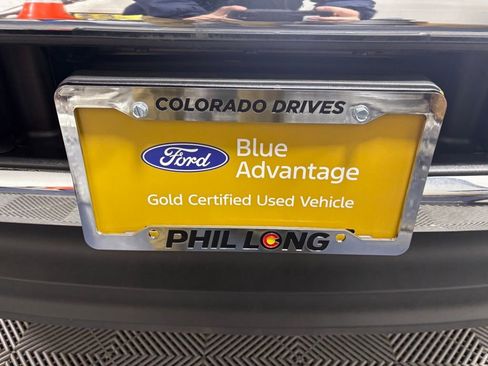 COLORADO DRIVES
Ford
Blue
Advantage
Gold Certified Used Vehicle
PHIL LONG